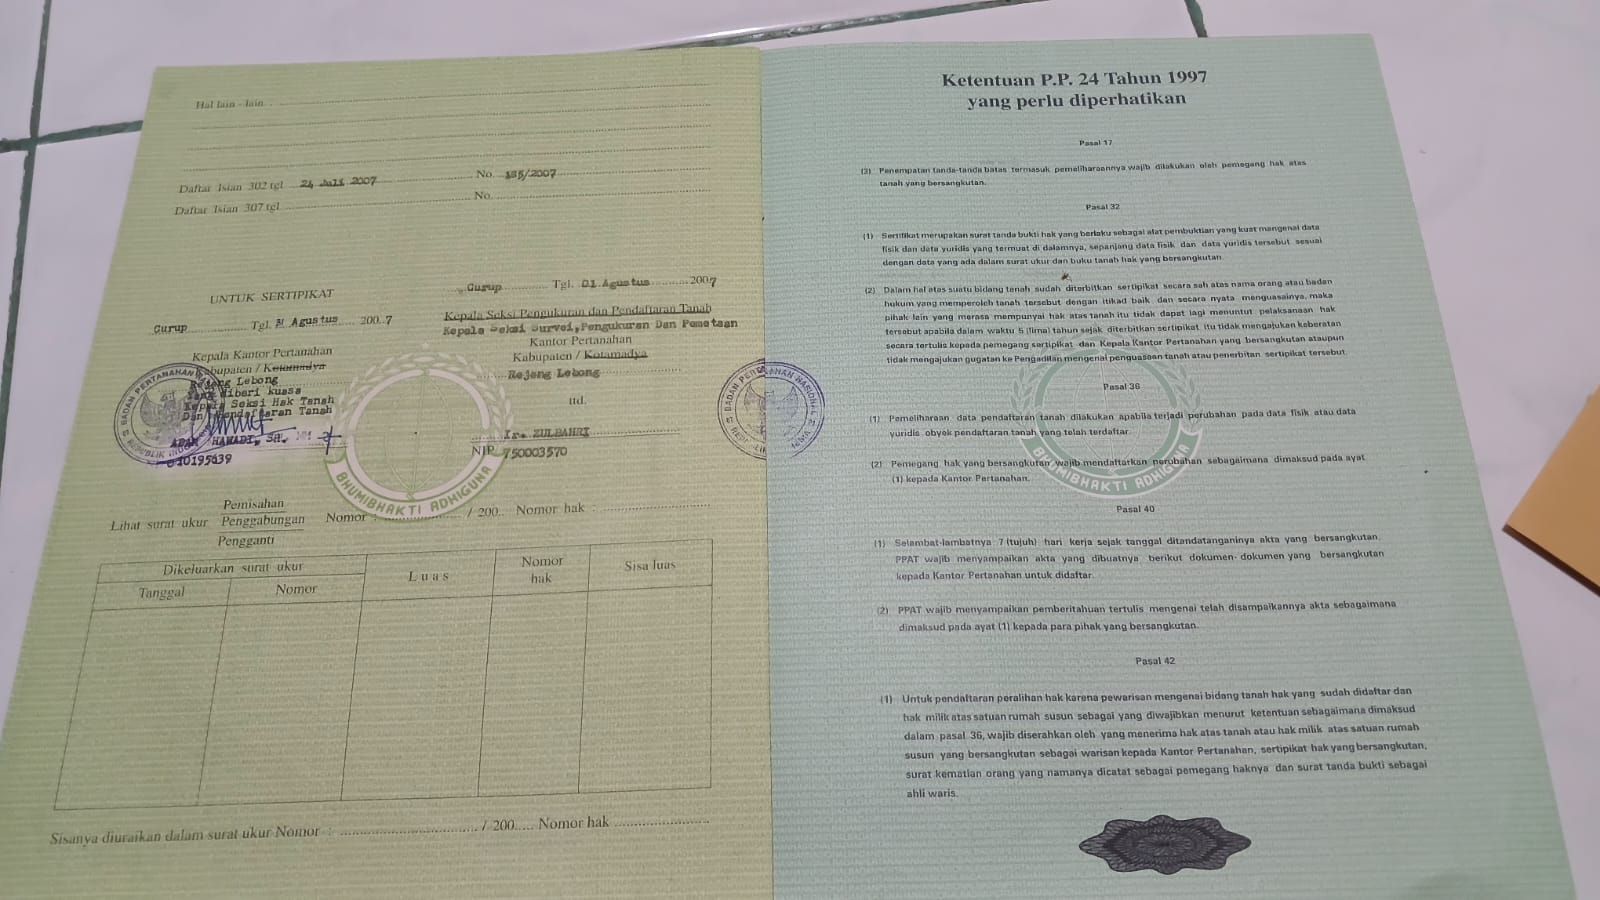 Hal lain - lain :
Daftar Isian 302 tgl 24 Juli 2007 No. 185/2007
Daftar Isian 307 tgl No.
UNTUK SERTIPIKAT
Curup Tgl. 31 Agustus 2007
Kepala Kantor Pertanahan
Kabupaten / Kotamadya
Rejang Lebong
Yang diberi kuasa
Kepala Seksi Hak Tanah
Dan Pendaftaran Tanah
HAWADI, SH.
Curup Tgl. 01 Agustus 2007
Kepala Seksi Pengukuran dan Pendaftaran Tanah
Kepala Seksi Survei, Pengukuran Dan Pemetaan
Kantor Pertanahan
Kabupaten / Kotamadya
Rejang Lebong
ttd.
Ir. ZULBAHRI
NIP. 750003570
BADAN PERTANAHAN
BHUMIBHAKTI ADHIGUNA
Pemisahan
Lihat surat ukur Penggabungan Nomor : / 200.. Nomor hak :
Pengganti
Dikeluarkan surat ukur Luas Nomor hak Sisa luas
Tanggal Nomor
Sisanya diuraikan dalam surat ukur Nomor : / 200..... Nomor hak
Ketentuan P.P. 24 Tahun 1997
yang perlu diperhatikan
Pasal 17
(3) Penempatan tanda-tanda batas termasuk pemeliharaannya wajib dilakukan oleh pemegang hak atas
tanah yang bersangkutan.
Pasal 32
(1) Sertifikat merupakan surat tanda bukti hak yang berlaku sebagai alat pembuktian yang kuat mengenai data
fisik dan data yuridis yang termuat di dalamnya, sepanjang data fisik dan data yuridis tersebut sesuai
dengan data yang ada dalam surat ukur dan buku tanah hak yang bersangkutan
(2) Dalam hal atas suatu bidang tanah sudah diterbitkan sertipikat secara sah atas nama orang atau badan
hukum yang memperoleh tanah tersebut dengan itikad baik dan secara nyata menguasainya, maka
pihak lain yang merasa mempunyai hak atas tanah itu tidak dapat lagi menuntut pelaksanaan hak
tersebut apabila dalam waktu 5 (lima) tahun sejak diterbitkan sertipikat itu tidak mengajukan keberatan
secara tertulis kepada pemegang sertipikat dan Kepala Kantor Pertanahan yang bersangkutan ataupun
tidak mengajukan gugatan ke Pengadilan mengenai penguasaan tanah atau penerbitan sertipikat tersebut.
Pasal 36
(1) Pemeliharaan data pendaftaran tanah dilakukan apabila terjadi perubahan pada data fisik atau data
yuridis obyek pendaftaran tanah yang telah terdaftar.
(2) Pemegang hak yang bersangkutan wajib mendaftarkan perubahan sebagaimana dimaksud pada ayat
(1) kepada Kantor Pertanahan.
BHUMIBHAKTI ADHIGUNA
Pasal 40
(1) Selambat-lambatnya 7 (tujuh) hari kerja sejak tanggal ditandatanganinya akta yang bersangkutan,
PPAT wajib menyampaikan akta yang dibuatnya berikut dokumen- dokumen yang bersangkutan
kepada Kantor Pertanahan untuk didaftar.
(2) PPAT wajib menyampaikan pemberitahuan tertulis mengenai telah disampaikannya akta sebagaimana
dimaksud pada ayat (1) kepada para pihak yang bersangkutan.
Pasal 42
(1) Untuk pendaftaran peralihan hak karena pewarisan mengenai bidang tanah hak yang sudah didaftar dan
hak milik atas satuan rumah susun sebagai yang diwajibkan menurut ketentuan sebagaimana dimaksud
dalam pasal 36, wajib diserahkan oleh yang menerima hak atas tanah atau hak milik atas satuan rumah
susun yang bersangkutan sebagai warisan kepada Kantor Pertanahan, sertipikat hak yang bersangkutan,
surat kematian orang yang namanya dicatat sebagai pemegang haknya dan surat tanda bukti sebagai
ahli waris.